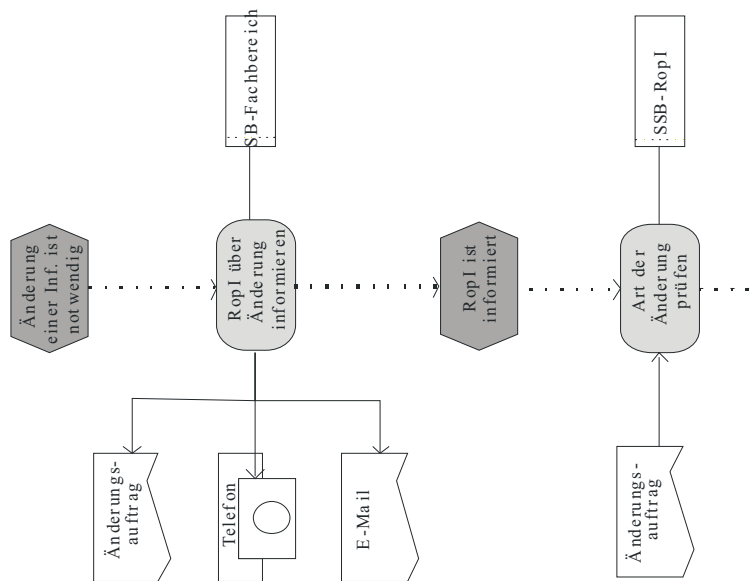 SB-Fachbereich
SSB-RopI
Änderung
einer Inf. ist
notwendig
RopI über
Änderung
informieren
RopI ist
informiert
Art der
Änderung
prüfen
Änderungs-
auftrag
Telefon
E-Mail
Änderungs-
auftrag